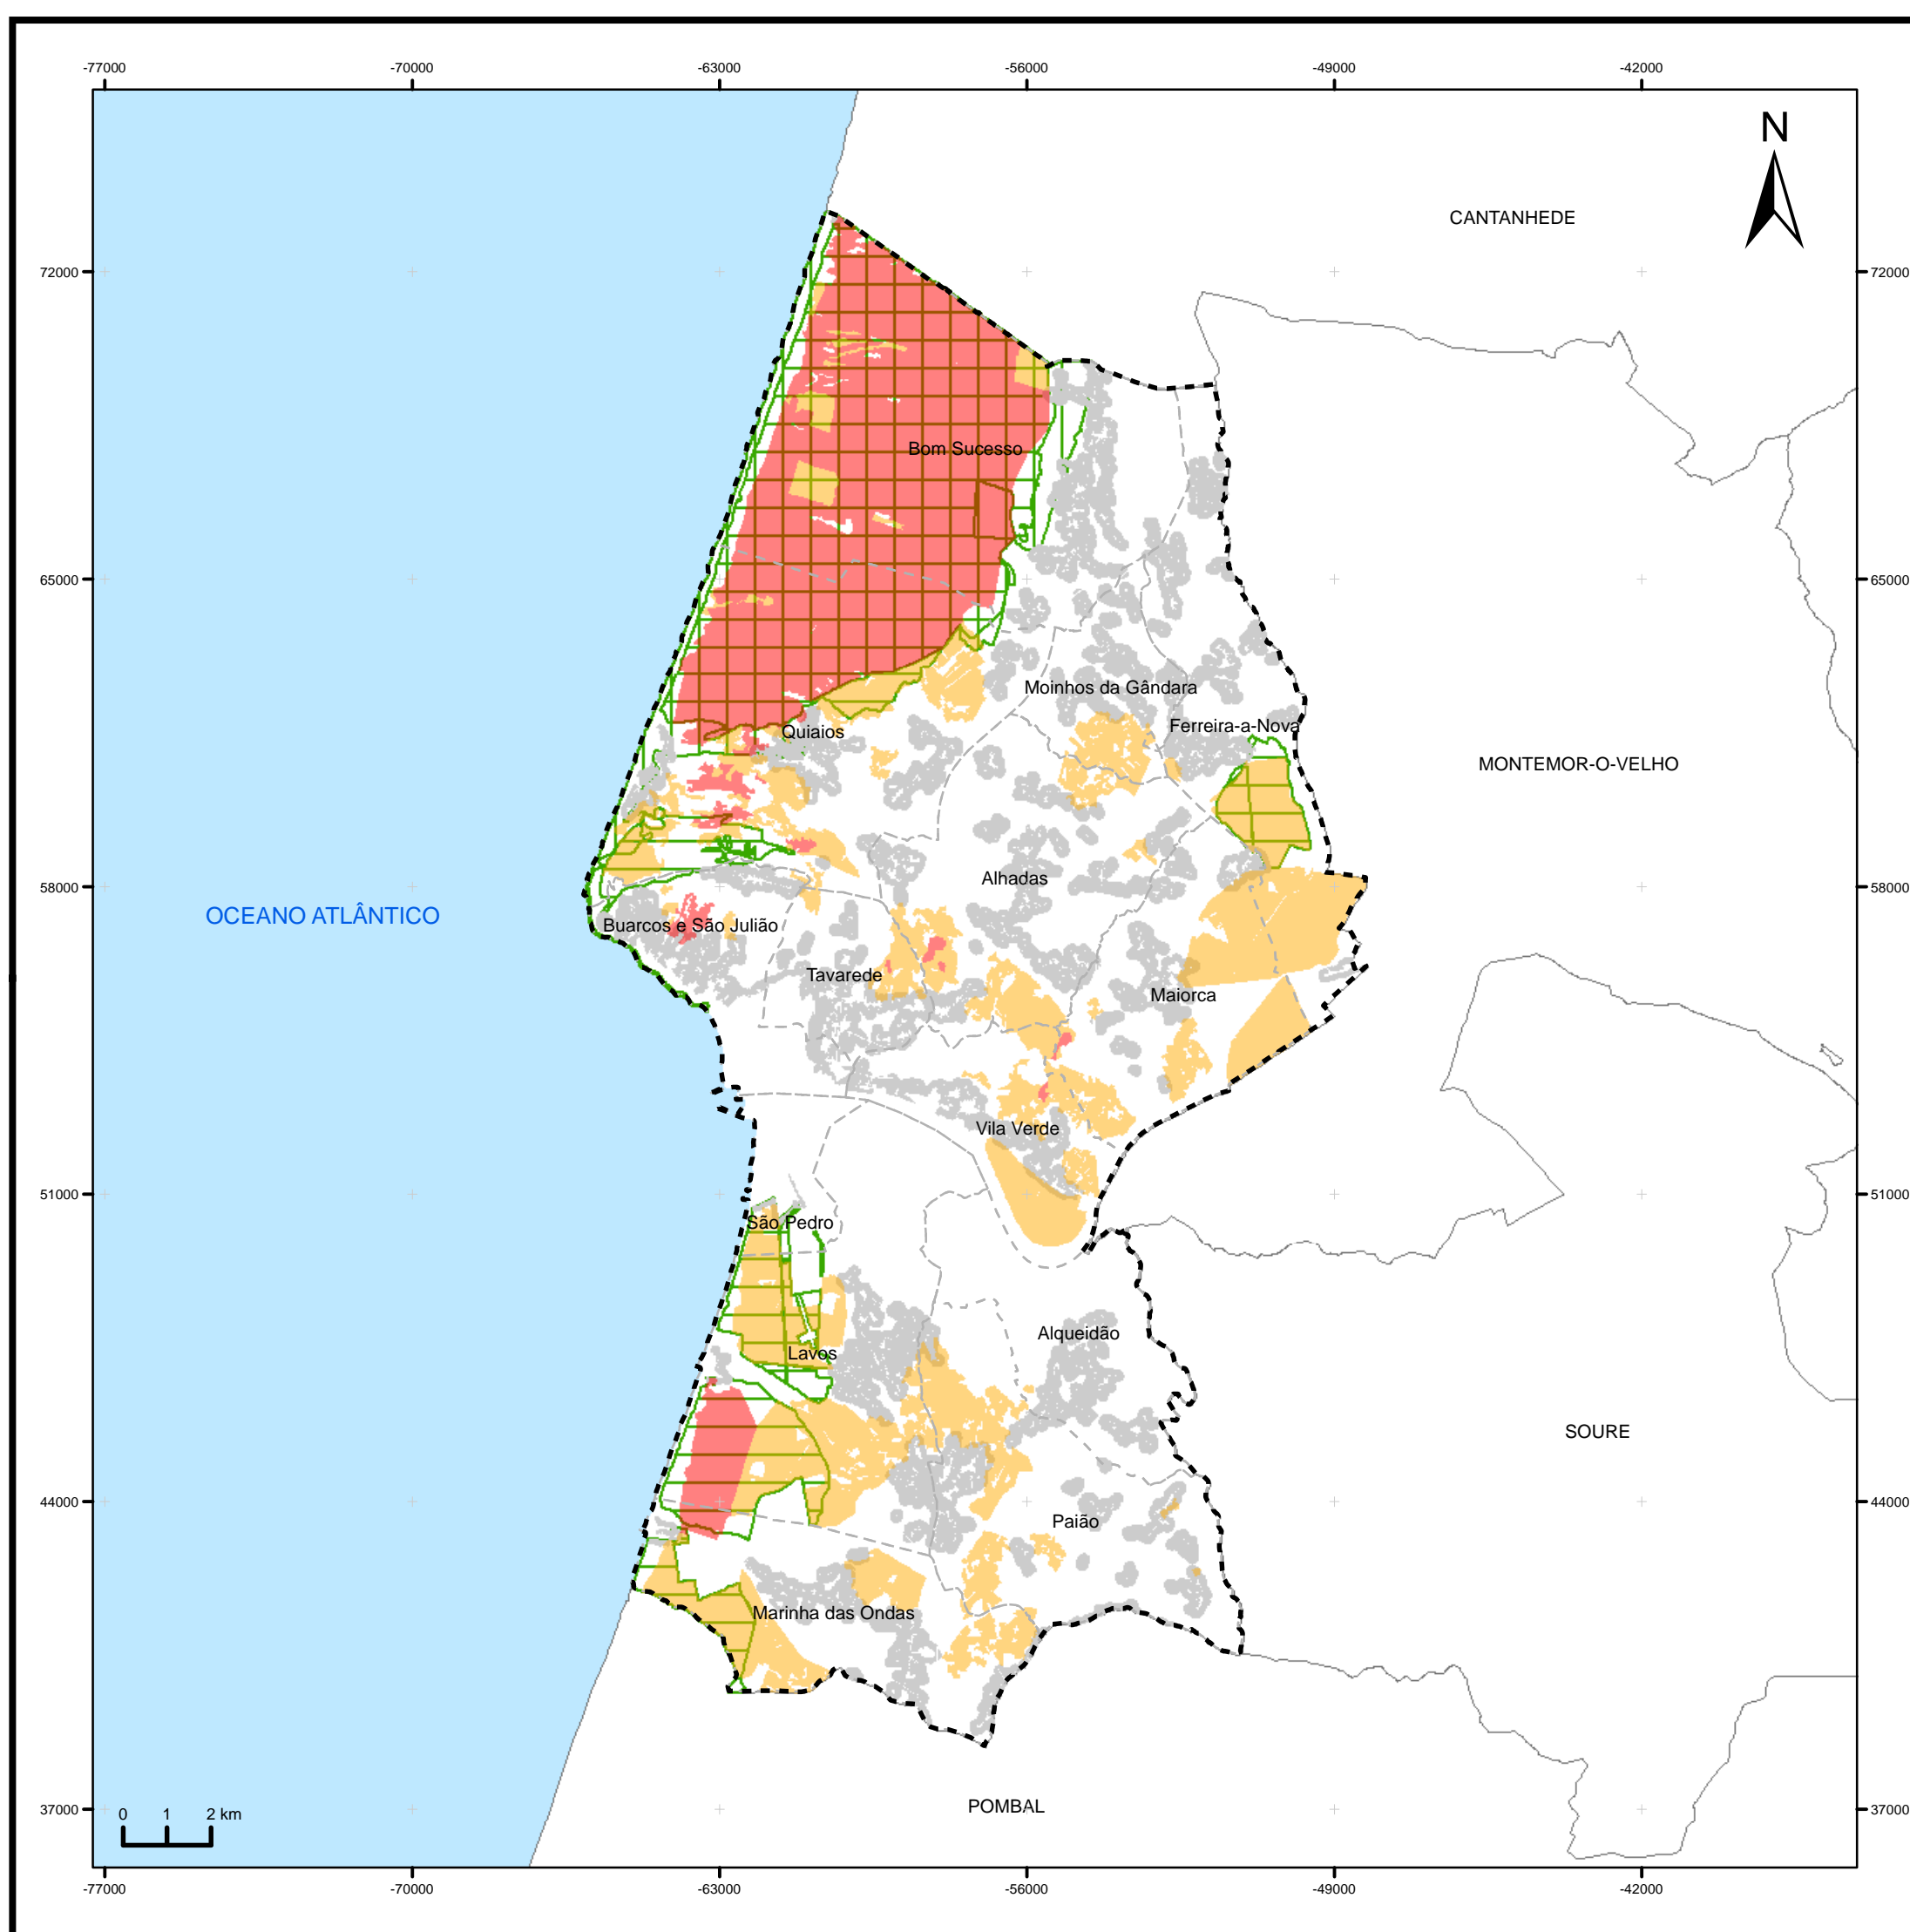 -77000 -70000 -63000 -56000 -49000 -42000
N
CANTANHEDE
72000 72000
Bom Sucesso
65000 65000
Moinhos da Gândara
Ferreira-a-Nova
Quiaios
MONTEMOR-O-VELHO
Alhadas
58000 58000
OCEANO ATLÂNTICO
Buarcos e São Julião
Tavarede
Maiorca
Vila Verde
51000 51000
São Pedro
Alqueidão
Lavos
SOURE
44000 44000
Paião
Marinha das Ondas
POMBAL
37000 37000
0 1 2 km
-77000 -70000 -63000 -56000 -49000 -42000